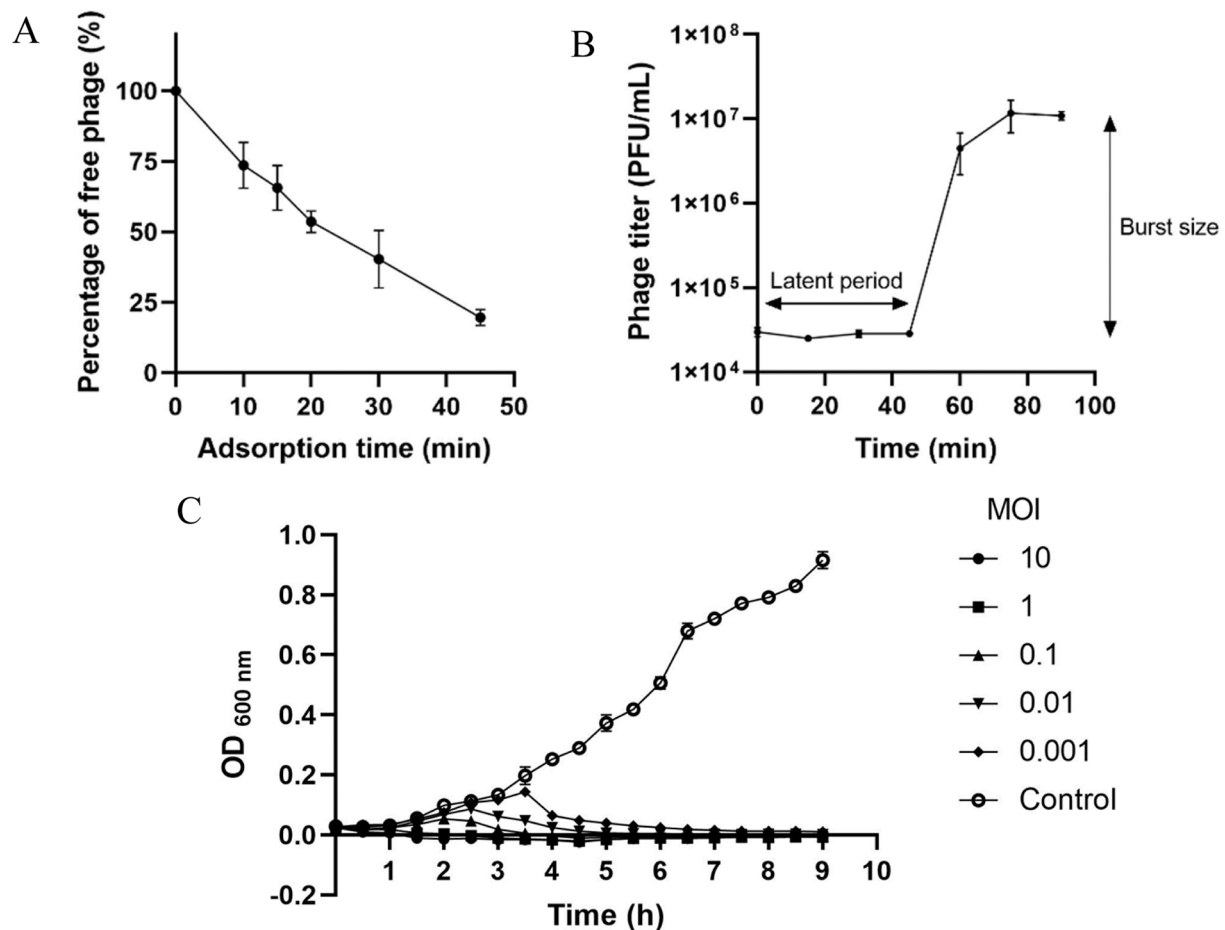 A
Percentage of free phage (%)
100
75
50
25
0
0 10 20 30 40 50
Adsorption time (min)
B
Phage titer (PFU/mL)
1×10⁸
1×10⁷
1×10⁶
1×10⁵
1×10⁴
Latent period
Burst size
0 20 40 60 80 100
Time (min)
C
OD 600 nm
1.0
0.8
0.6
0.4
0.2
0.0
-0.2
1 2 3 4 5 6 7 8 9 10
Time (h)
MOI
10
1
0.1
0.01
0.001
Control